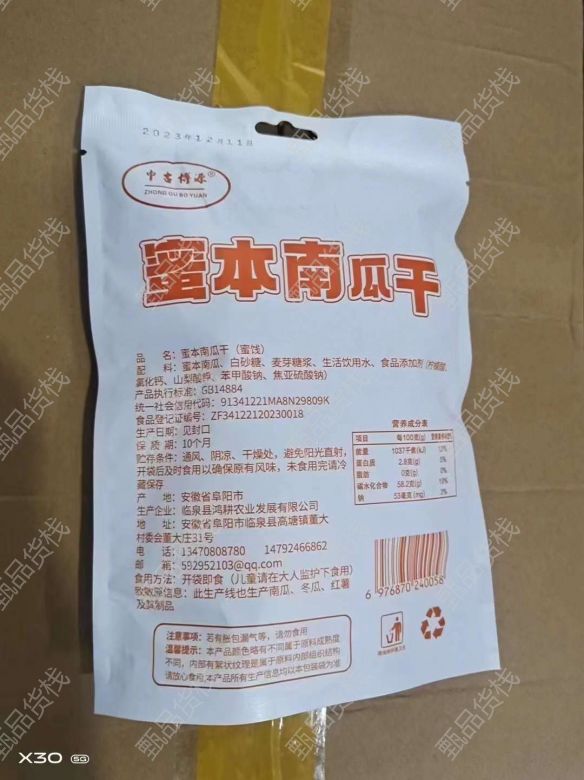 2023年12月11日
中古博源®
ZHONG GU BO YUAN
蜜本南瓜干
品 名：蜜本南瓜干（蜜饯）
配 料：蜜本南瓜、白砂糖、麦芽糖浆、生活饮用水、食品添加剂（柠檬酸、
氯化钙、山梨酸钾、苯甲酸钠、焦亚硫酸钠）
产品执行标准：GB14884
统一社会信用代码：91341221MA8N29809K
食品登记证编号：ZF34122120230018
生产日期：见封口
保 质 期：10个月
贮存条件：通风、阴凉、干燥处，避免阳光直射，
开袋后及时食用以确保原有风味，未食用完请冷
藏保存
产 地：安徽省阜阳市
生产企业：临泉县鸿耕农业发展有限公司
地 址：安徽省阜阳市临泉县高塘镇董大
村委会董大庄31号
电 话：13470808780 14792466862
邮 箱：592952103@qq.com
食用方法：开袋即食（儿童请在大人监护下食用）
致敏原信息：此生产线也生产南瓜、冬瓜、红薯
及其制品
营养成分表
项目 每100克(g) 营养素参考值%
能量 1037千焦(kJ) 12%
蛋白质 2.8克(g) 5%
脂肪 0克(g) 0%
碳水化合物 58.2克(g) 19%
钠 53毫克(mg) 3%
6 976870 240058
注意事项：若有胀包漏气等，请勿食用
温馨提示：本产品颜色略有不同属于原料成熟度
不同，内部有絮状纹理是属于原料内部组织结构
请放心食用，本产品所有生产信息均以本包装袋为准
X30 5G
甄品货栈